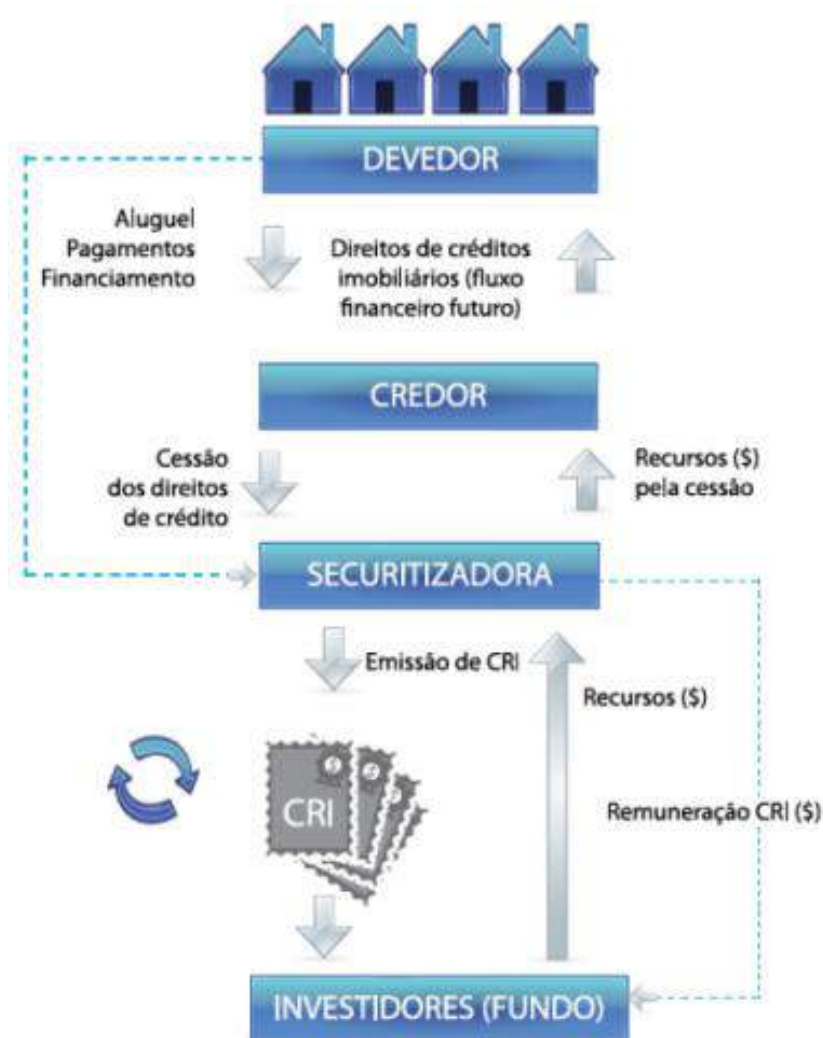 DEVEDOR
Aluguel
Pagamentos
Financiamento
Direitos de créditos
imobiliários (fluxo
financeiro futuro)
CREDOR
Cessão
dos direitos
de crédito
Recursos ($)
pela cessão
SECURITIZADORA
Emissão de CRI
Recursos ($)
$
CRI
Remuneração CRI ($)
INVESTIDORES (FUNDO)